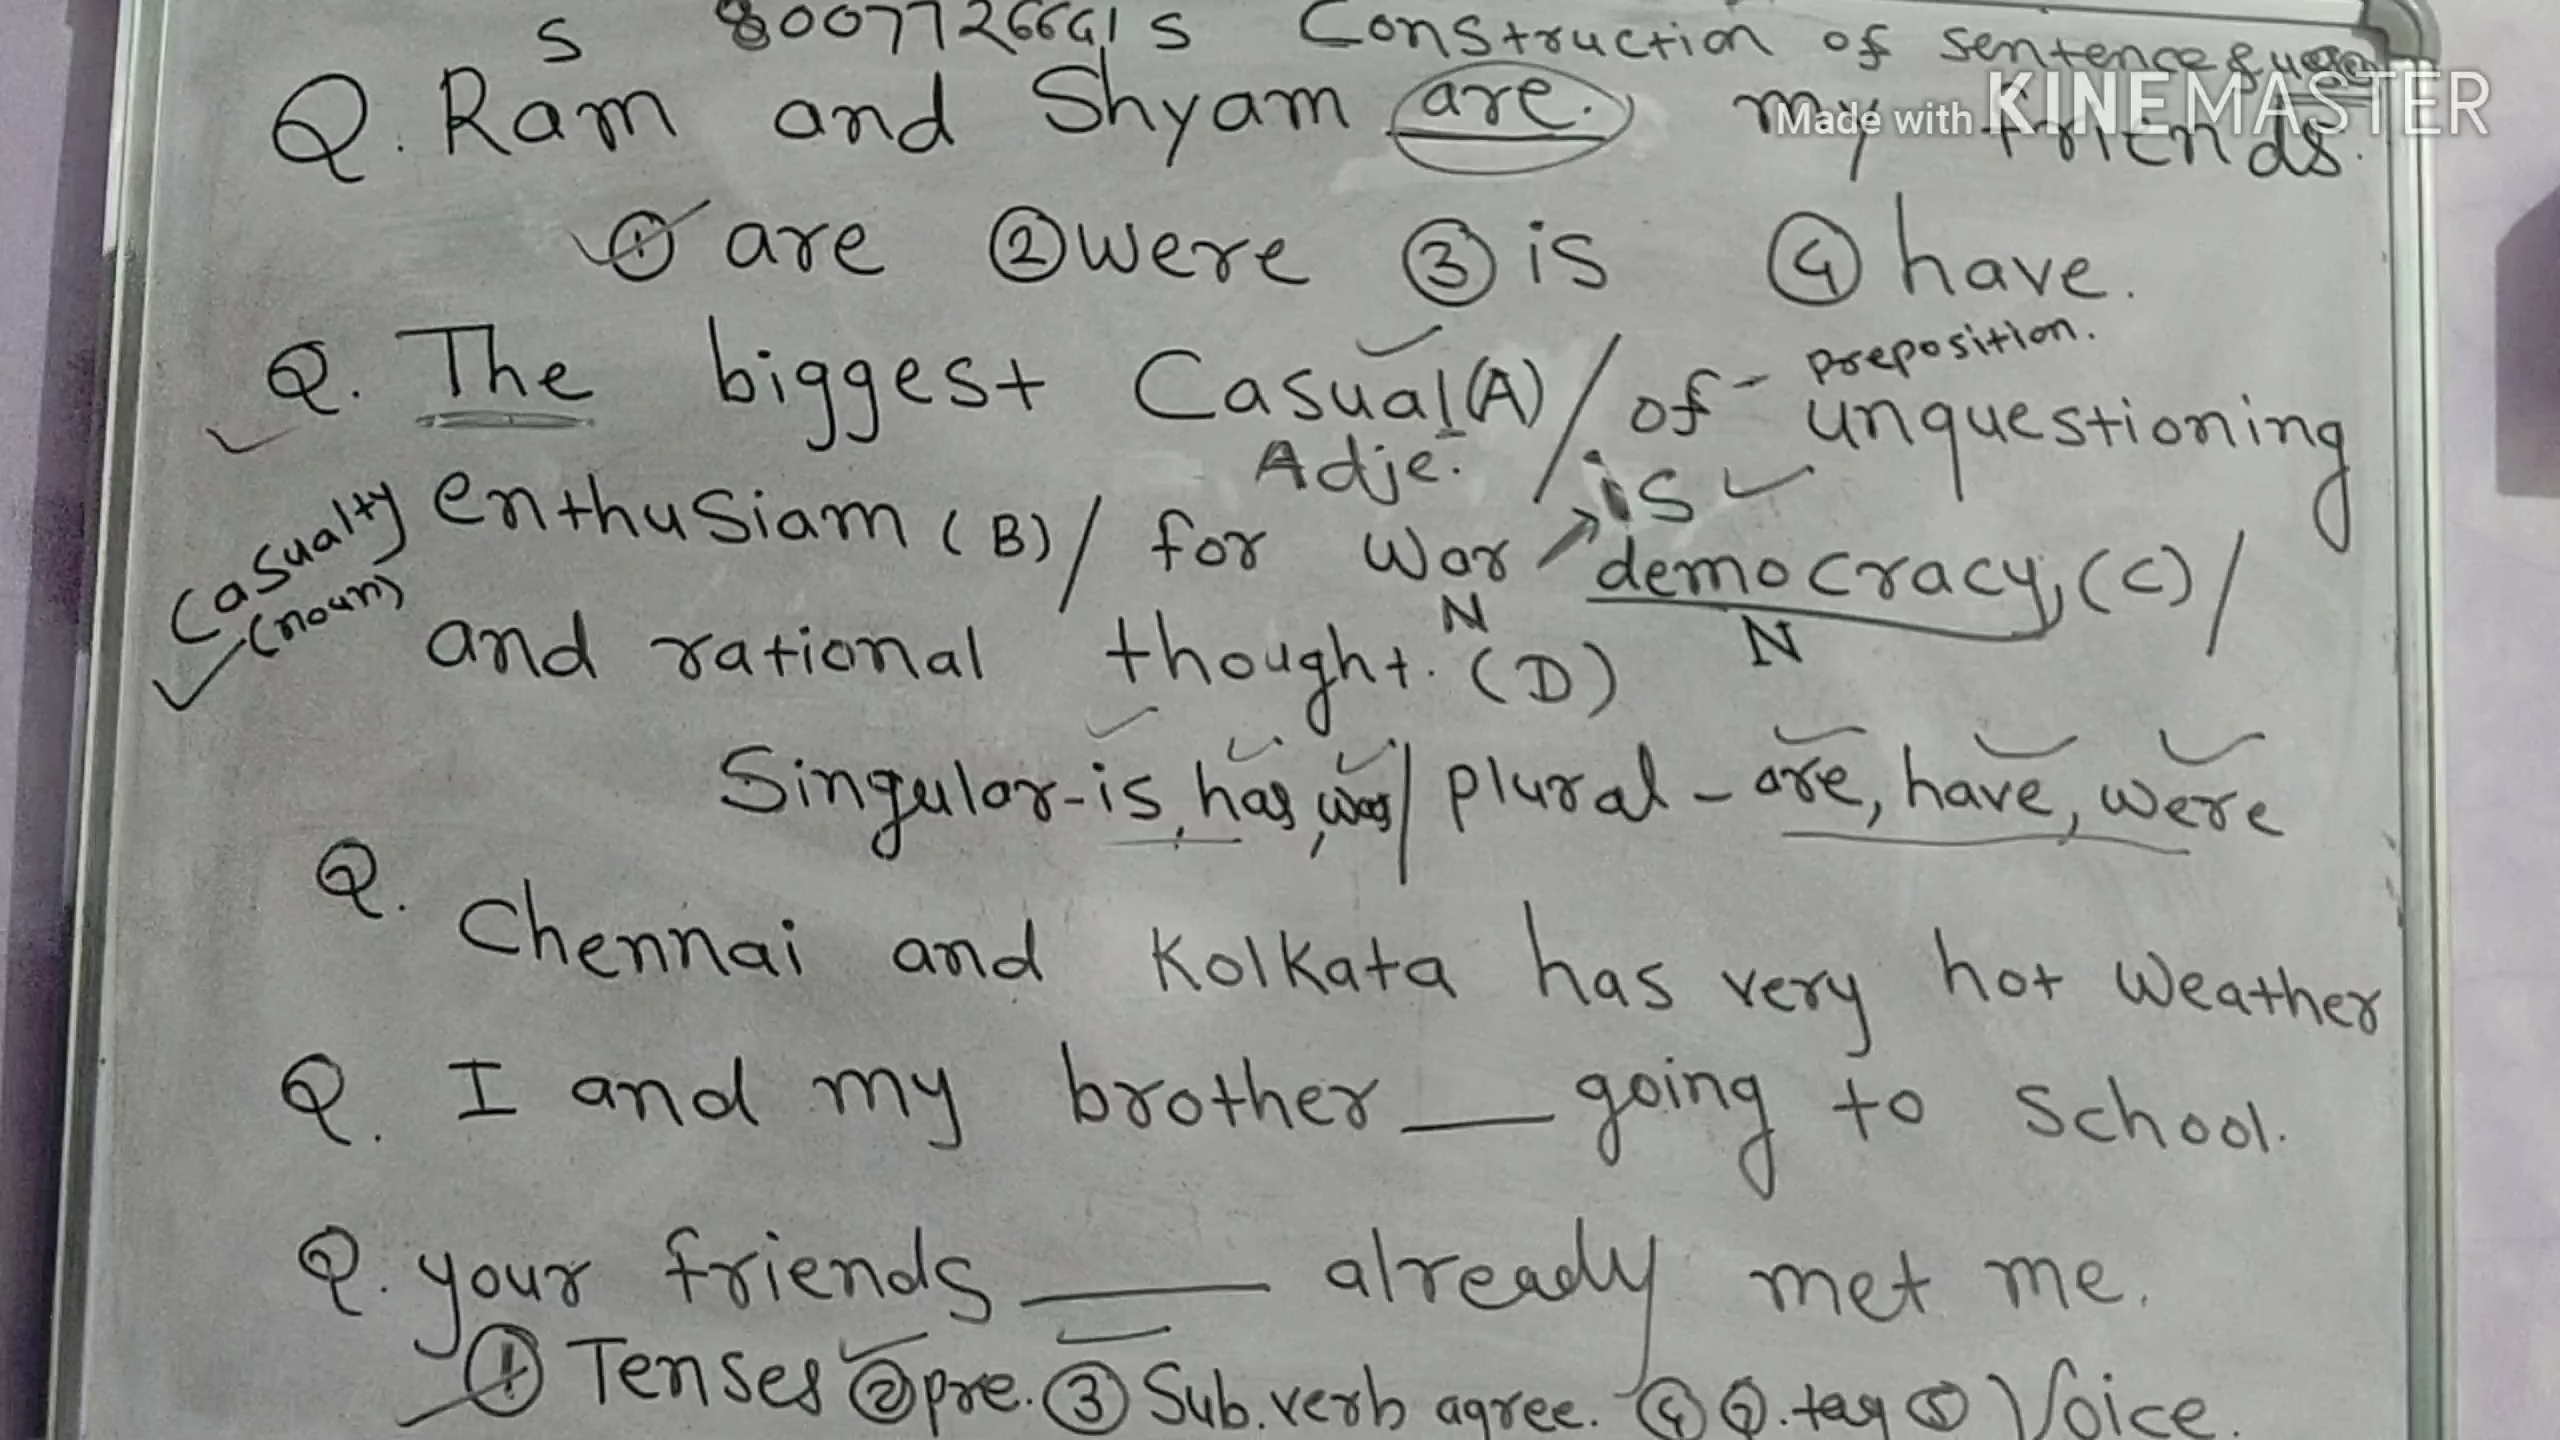 S 8007726641 S Construction of sentence &
Made with KINEMASTER
Q. Ram and Shyam are. my friends.
① are ② were ③ is ④ have.
preposition.
Q. The biggest Casual (A) / of - unquestioning
Adje. is
Casualty enthusiam (B) / for war democracy, (C) /
(noun) N N
and rational thought. (D)
Singular - is, has, was / plural - are, have, were
Q. Chennai and Kolkata has very hot weather
Q. I and my brother __ going to School.
Q. your friends ___ already met me.
① Tenses ② pre. ③ Sub. verb agree. ④ Q. tag ⑤ Voice.